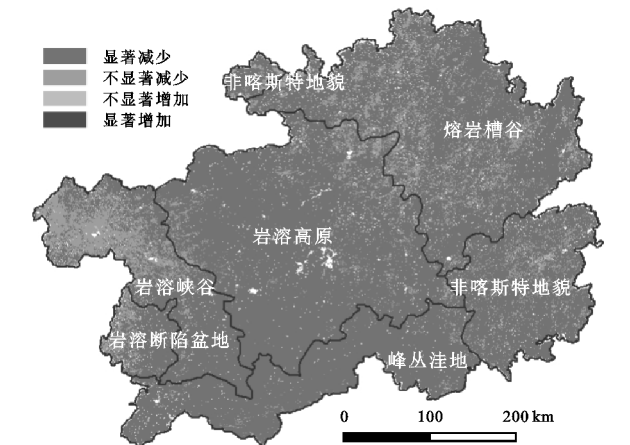 显著减少
不显著减少
不显著增加
显著增加
非喀斯特地貌
熔岩槽谷
岩溶高原
岩溶峡谷
非喀斯特地貌
岩溶断陷盆地
峰丛洼地
0 100 200 km